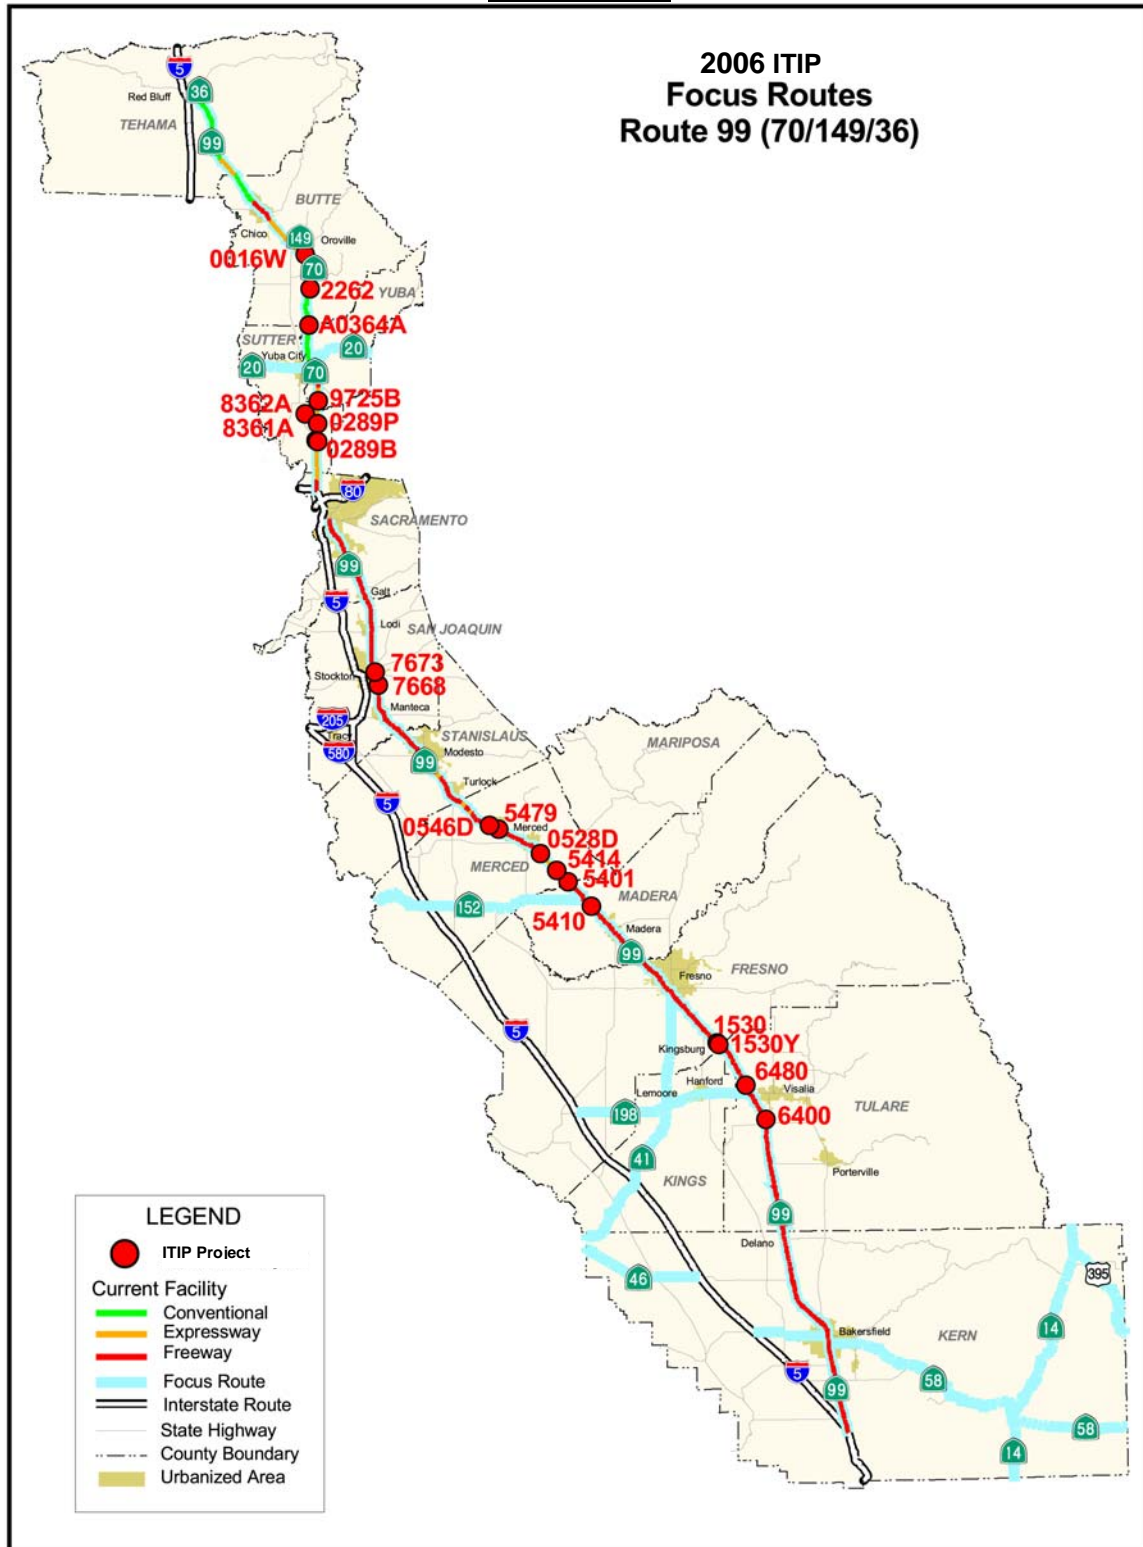 2006 ITIP
Focus Routes
Route 99 (70/149/36)
5
36
Red Bluff
TEHAMA
99
BUTTE
Chico
149
Oroville
0016W
70
2262
YUBA
A0364A
SUTTER
Yuba City
20
20
70
9725B
8362A
0289P
8361A
0289B
80
SACRAMENTO
99
Galt
5
Lodi
SAN JOAQUIN
7673
Stockton
7668
Manteca
205
Tracy
STANISLAUS
580
Modesto
99
MARIPOSA
Turlock
5
5479
0546D
Merced
0528D
MERCED
5414
5401
MADERA
152
5410
Madera
99
FRESNO
Fresno
5
1530
1530Y
Kingsburg
6480
Hanford
Visalia
Lemoore
TULARE
198
6400
41
KINGS
Porterville
99
Delano
46
395
14
Bakersfield
KERN
5
58
99
58
14
LEGEND
ITIP Project
Current Facility
Conventional
Expressway
Freeway
Focus Route
Interstate Route
State Highway
County Boundary
Urbanized Area